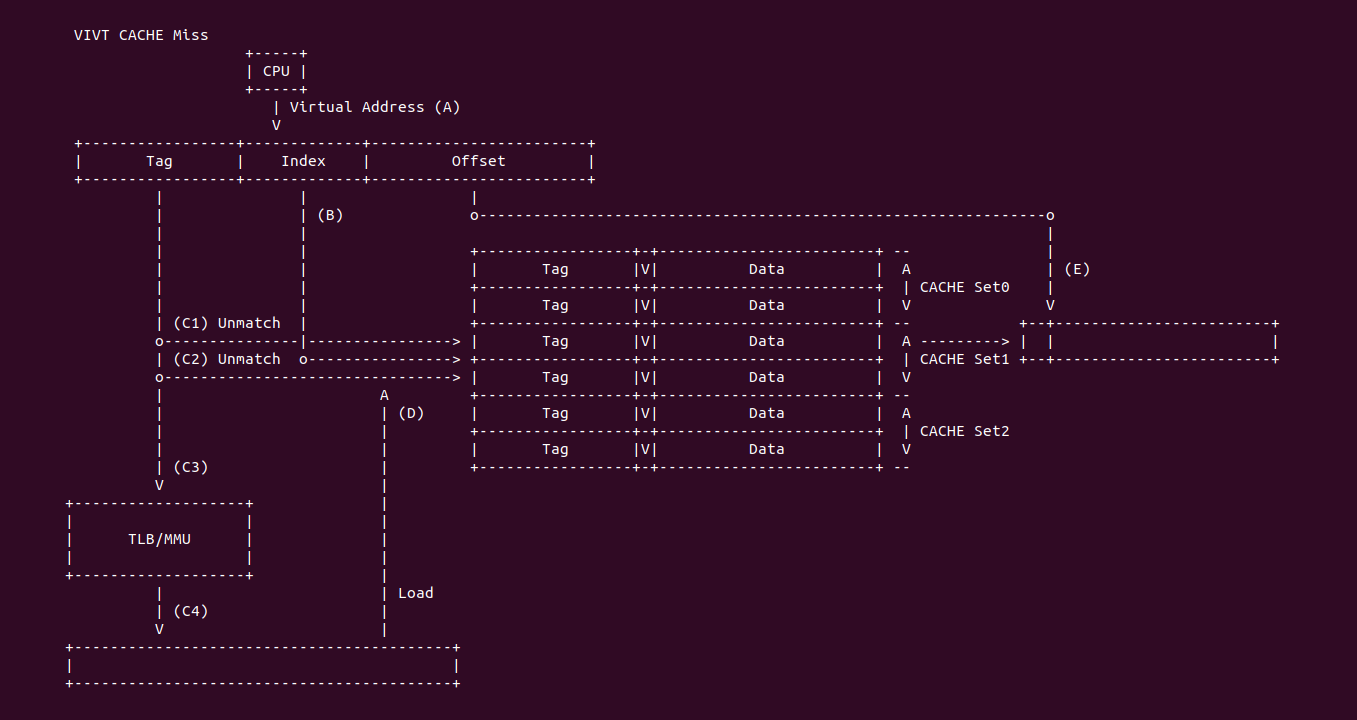 VIVT CACHE Miss
CPU
Virtual Address (A)
V
Tag Index Offset
(B)
Tag V Data A (E)
CACHE Set0
Tag V Data V V
(C1) Unmatch
Tag V Data A
(C2) Unmatch CACHE Set1
Tag V Data V
A
(D) Tag V Data A
CACHE Set2
Tag V Data V
(C3)
V
TLB/MMU
Load
(C4)
V